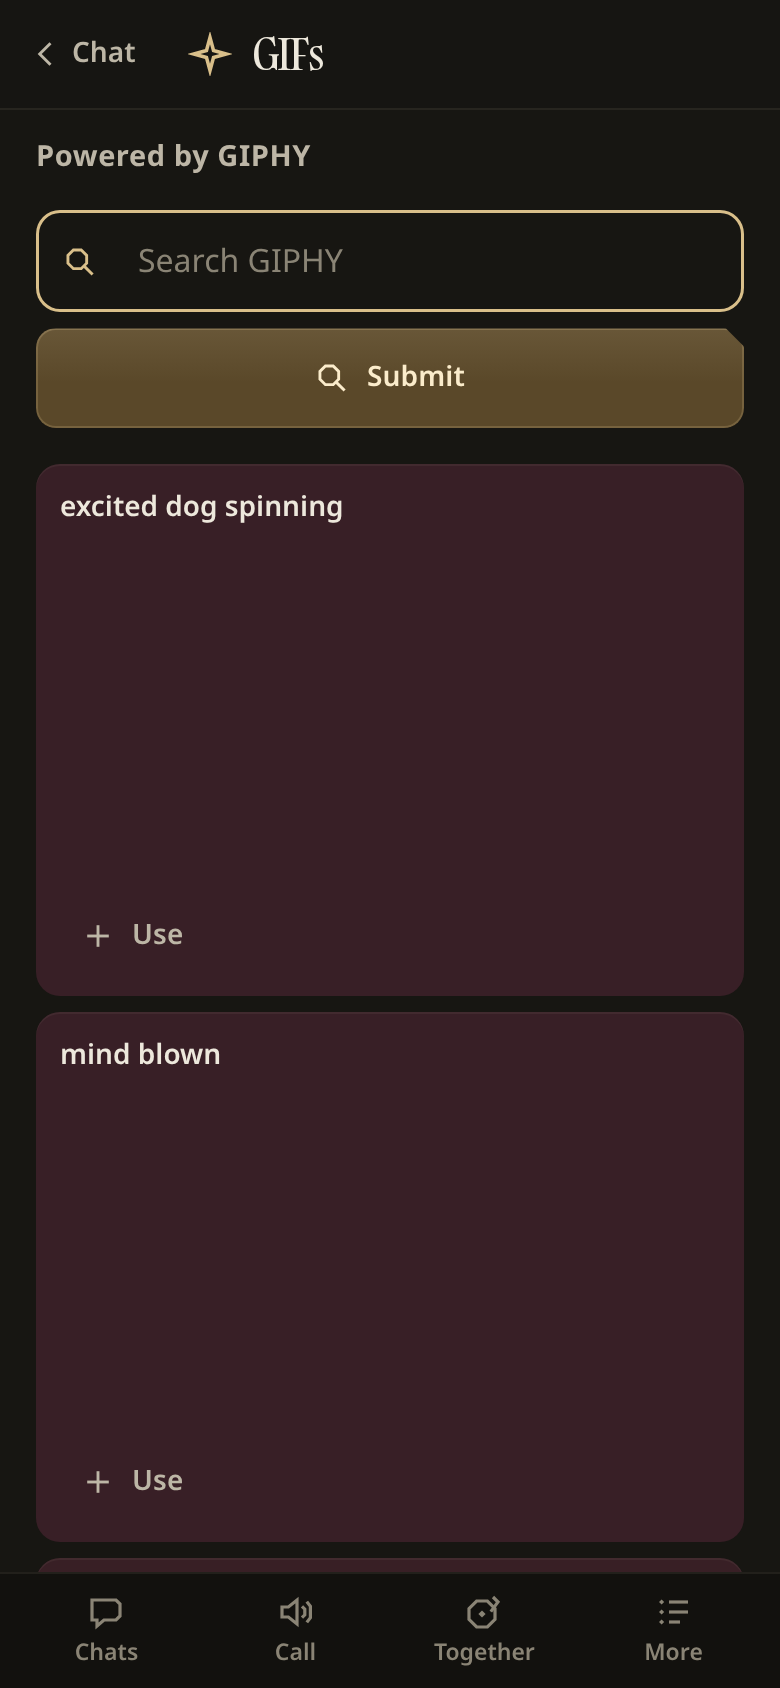 Chat
GIFs
Powered by GIPHY
Search GIPHY
Submit
excited dog spinning
Use
mind blown
Use
Chats
Call
Together
More